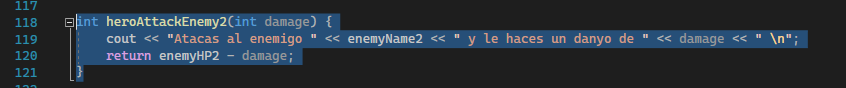 117
118 int heroAttackEnemy2(int damage) {
119 cout << "Atacas al enemigo " << enemyName2 << " y le haces un danyo de " << damage << " \n";
120 return enemyHP2 - damage;
121 }